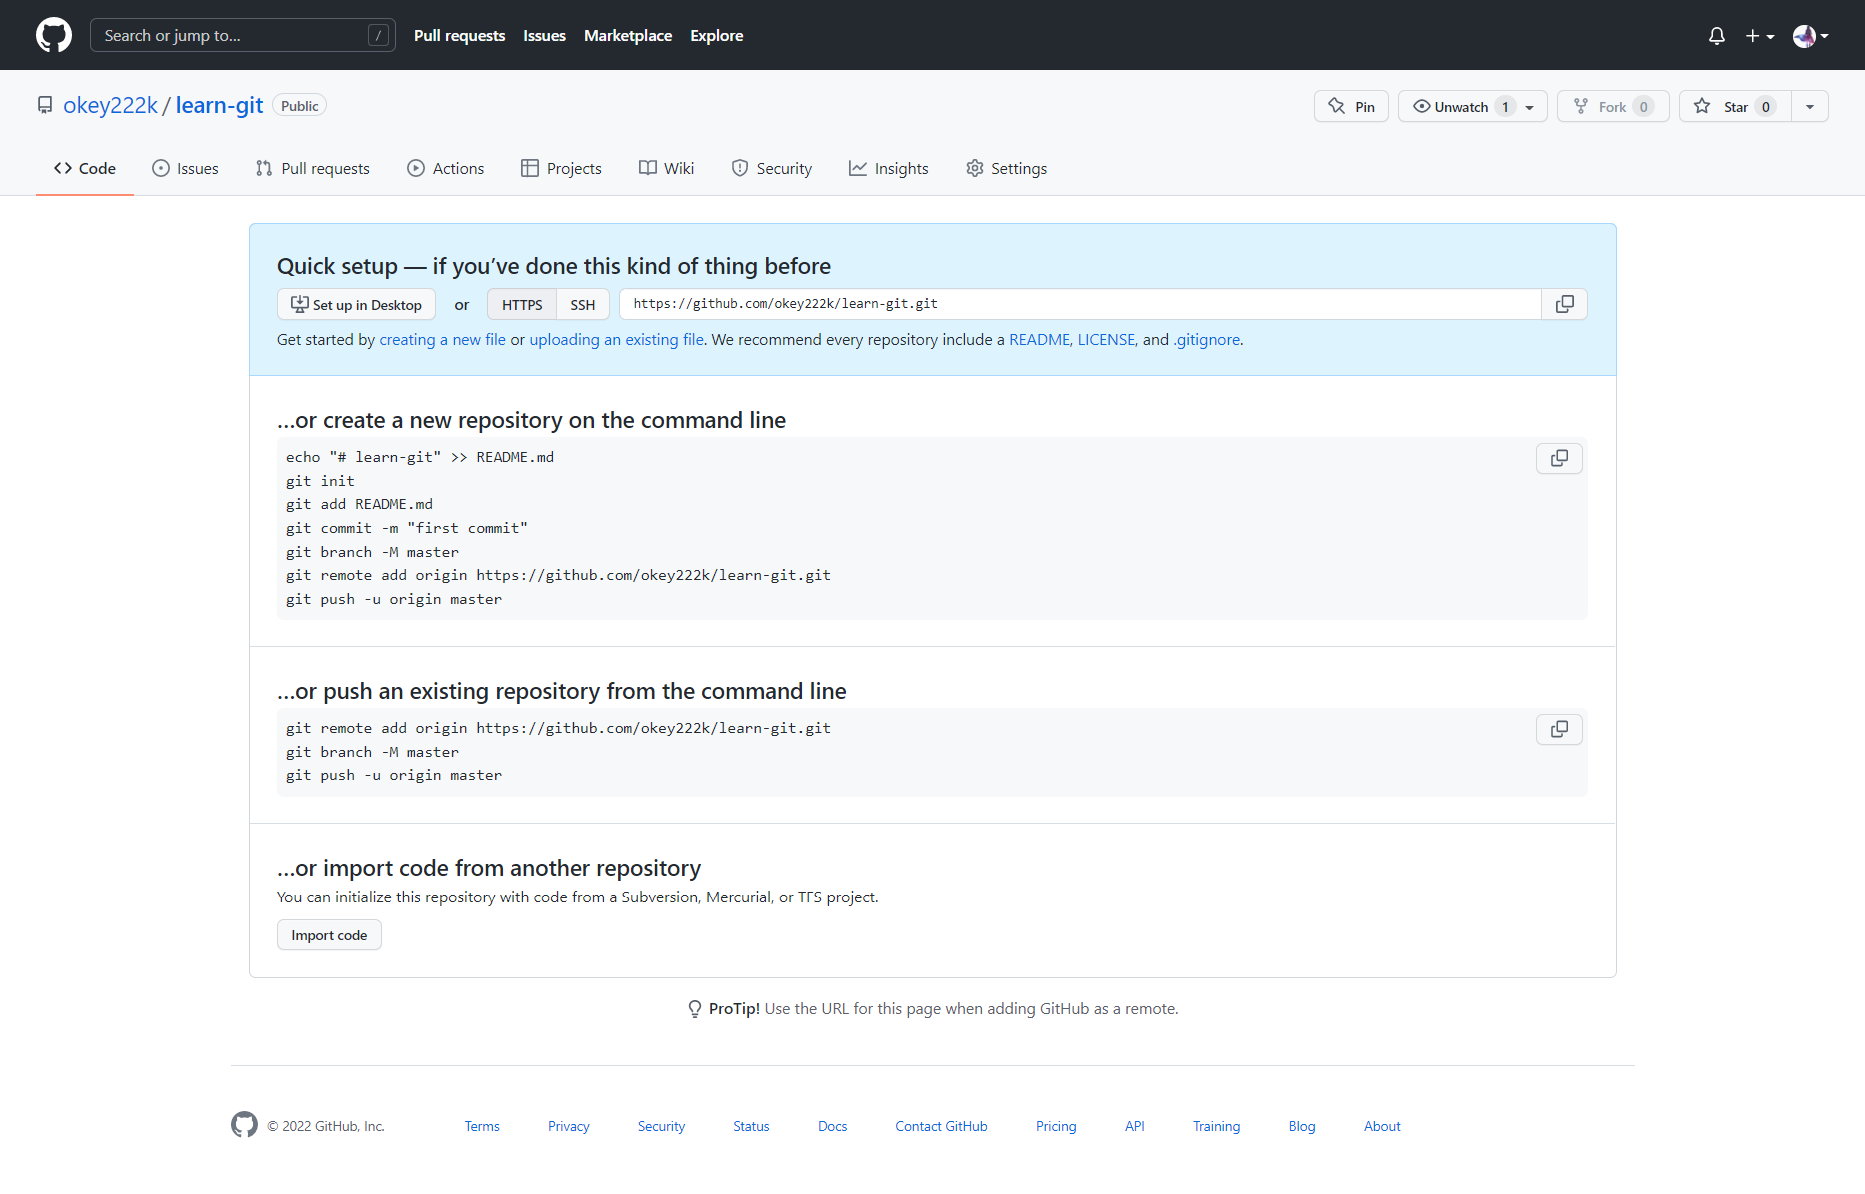 Search or jump to... /
Pull requests Issues Marketplace Explore
okey222k / learn-git Public
Pin Unwatch 1 Fork 0 Star 0
Code Issues Pull requests Actions Projects Wiki Security Insights Settings
Quick setup — if you’ve done this kind of thing before
Set up in Desktop or HTTPS SSH https://github.com/okey222k/learn-git.git
Get started by creating a new file or uploading an existing file. We recommend every repository include a README, LICENSE, and .gitignore.
…or create a new repository on the command line
echo "# learn-git" >> README.md
git init
git add README.md
git commit -m "first commit"
git branch -M master
git remote add origin https://github.com/okey222k/learn-git.git
git push -u origin master
…or push an existing repository from the command line
git remote add origin https://github.com/okey222k/learn-git.git
git branch -M master
git push -u origin master
…or import code from another repository
You can initialize this repository with code from a Subversion, Mercurial, or TFS project.
Import code
ProTip! Use the URL for this page when adding GitHub as a remote.
© 2022 GitHub, Inc. Terms Privacy Security Status Docs Contact GitHub Pricing API Training Blog About